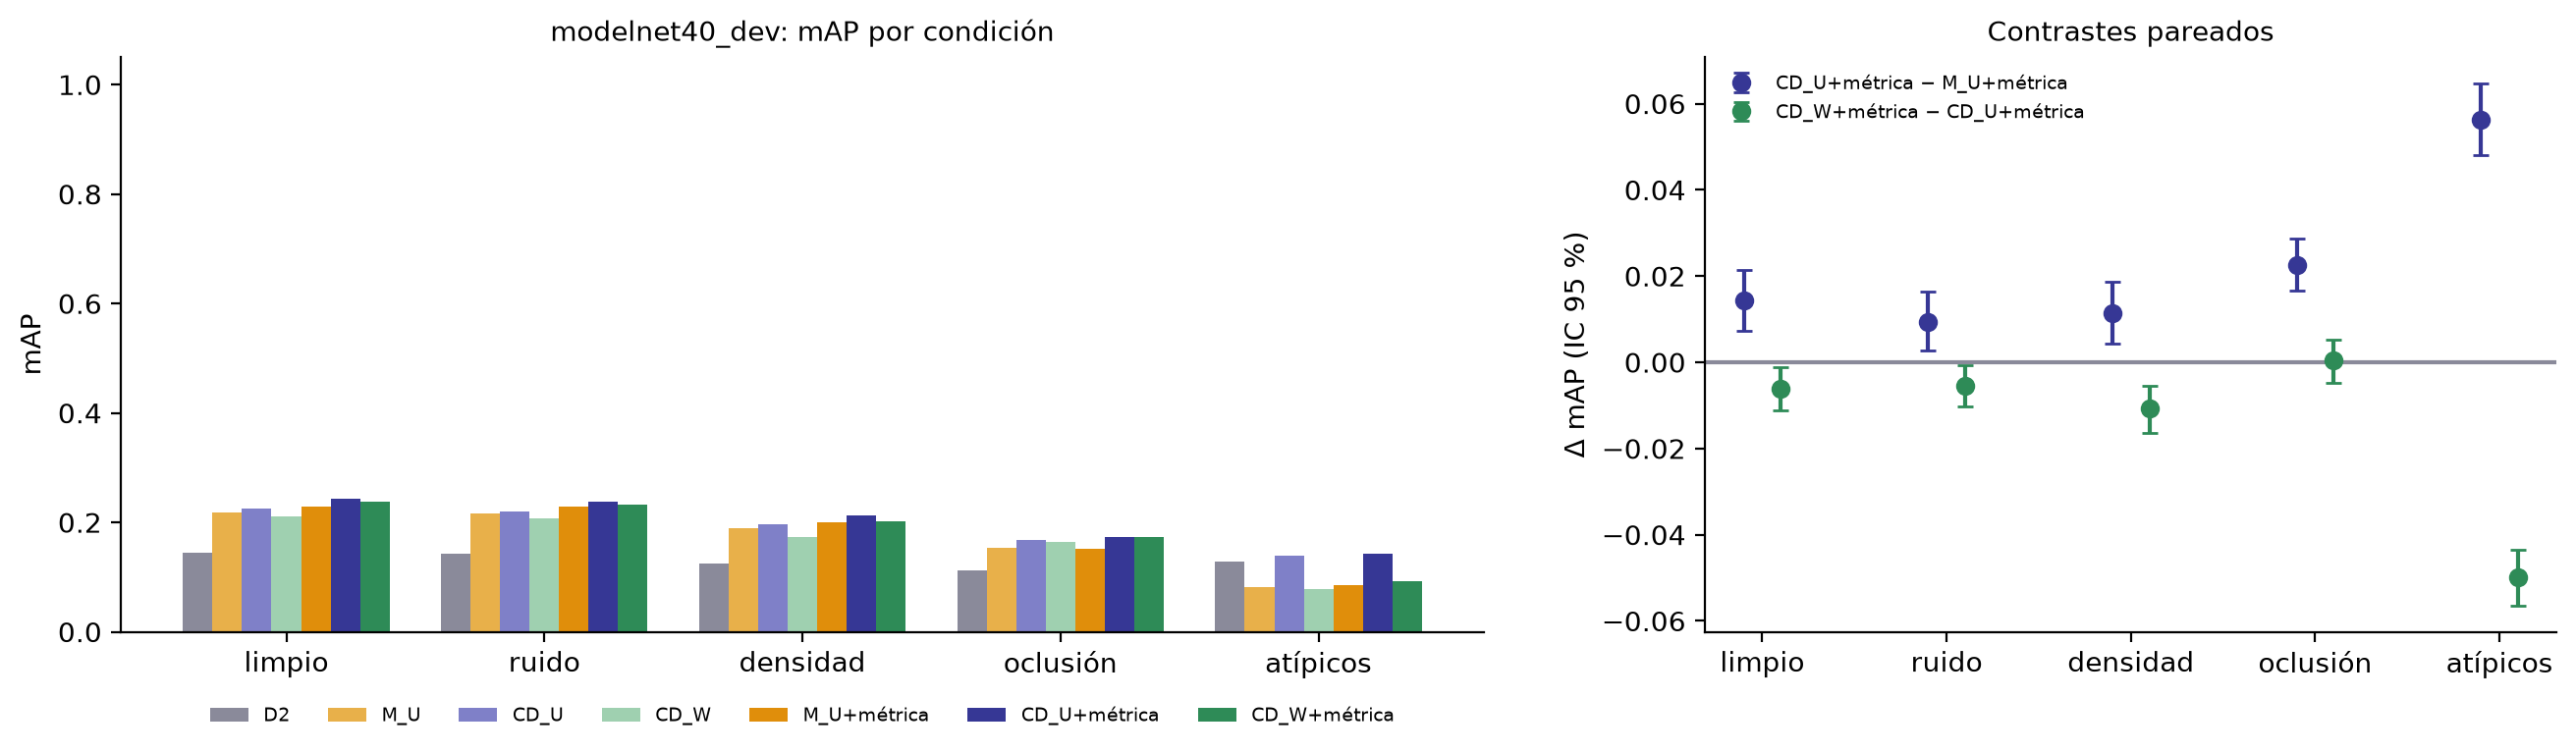 modelnet40_dev: mAP por condición
mAP
1.0
0.8
0.6
0.4
0.2
0.0
limpio
ruido
densidad
oclusión
atípicos
D2
M_U
CD_U
CD_W
M_U+métrica
CD_U+métrica
CD_W+métrica
Contrastes pareados
CD_U+métrica − M_U+métrica
CD_W+métrica − CD_U+métrica
Δ mAP (IC 95 %)
0.06
0.04
0.02
0.00
−0.02
−0.04
−0.06
limpio
ruido
densidad
oclusión
atípicos